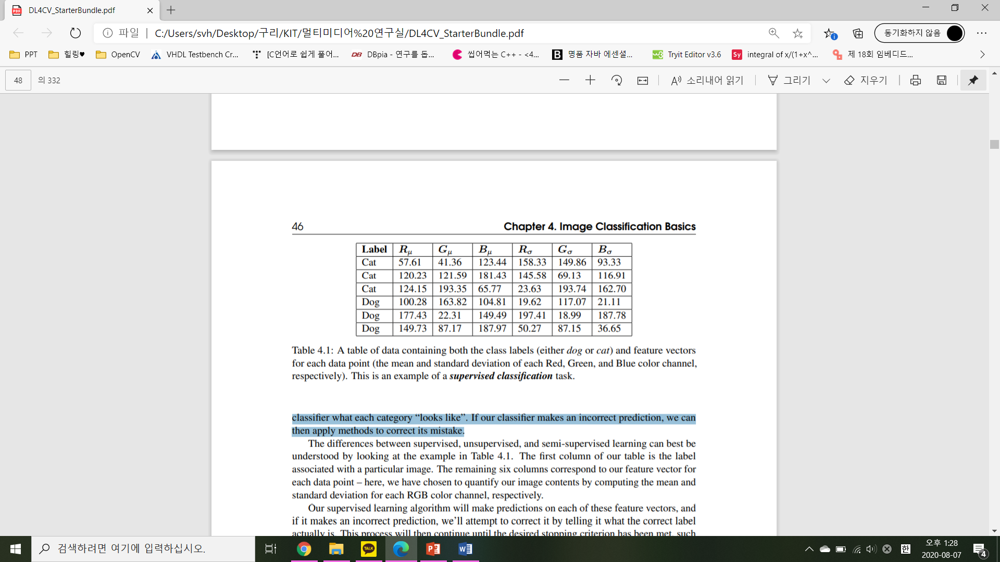 DL4CV_StarterBundle.pdf
파일 C:/Users/svh/Desktop/구리/KIT/멀티미디어%20연구실/DL4CV_StarterBundle.pdf
동기화하지 않음
PPT 힐링♥ OpenCV VHDL Testbench Cr... [C언어로 쉽게 풀어... DBpia - 연구를 돕... 씹어먹는 C++ - <4... 명품 자바 에센셜... Tryit Editor v3.6 integral of x/(1+x^... 제 18회 임베디드...
48 의 332 소리내어 읽기 그리기 지우기
46 Chapter 4. Image Classification Basics
Label Rμ Gμ Bμ Rσ Gσ Bσ
Cat 57.61 41.36 123.44 158.33 149.86 93.33
Cat 120.23 121.59 181.43 145.58 69.13 116.91
Cat 124.15 193.35 65.77 23.63 193.74 162.70
Dog 100.28 163.82 104.81 19.62 117.07 21.11
Dog 177.43 22.31 149.49 197.41 18.99 187.78
Dog 149.73 87.17 187.97 50.27 87.15 36.65
Table 4.1: A table of data containing both the class labels (either dog or cat) and feature vectors
for each data point (the mean and standard deviation of each Red, Green, and Blue color channel,
respectively). This is an example of a supervised classification task.
classifier what each category “looks like”. If our classifier makes an incorrect prediction, we can
then apply methods to correct its mistake.
The differences between supervised, unsupervised, and semi-supervised learning can best be
understood by looking at the example in Table 4.1. The first column of our table is the label
associated with a particular image. The remaining six columns correspond to our feature vector for
each data point – here, we have chosen to quantify our image contents by computing the mean and
standard deviation for each RGB color channel, respectively.
Our supervised learning algorithm will make predictions on each of these feature vectors, and
if it makes an incorrect prediction, we’ll attempt to correct it by telling it what the correct label
actually is. This process will then continue until the desired stopping criterion has been met, such
검색하려면 여기에 입력하십시오.
한
오후 1:28
2020-08-07
4